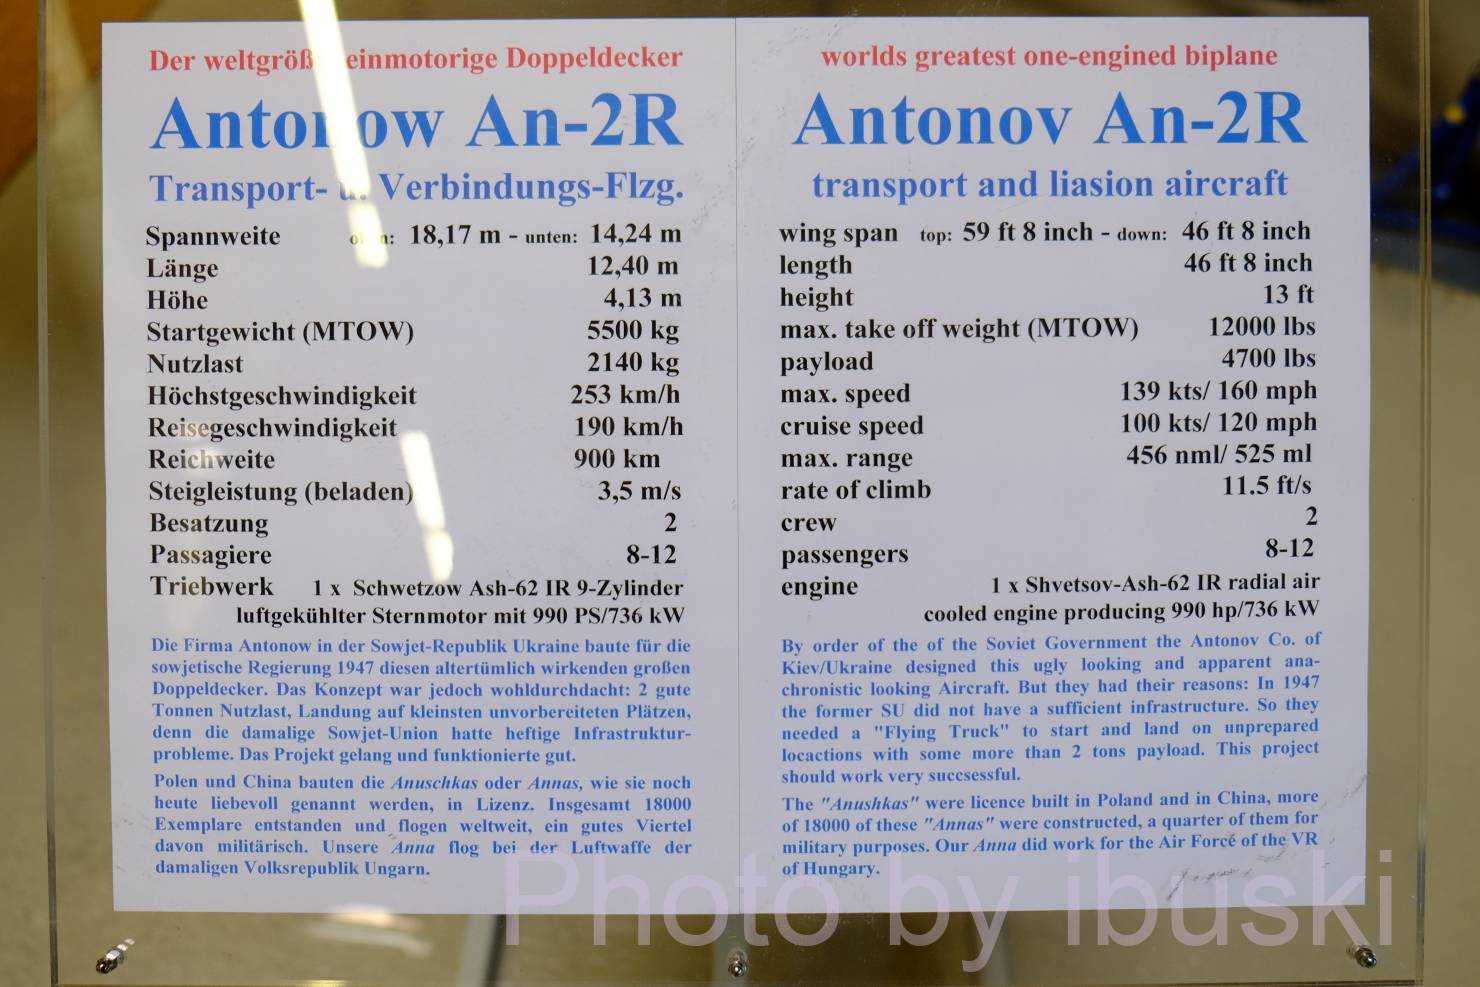 Der weltgröß einmotorige Doppeldecker
Antonow An-2R
Transport- u. Verbindungs-Flzg.
Spannweite oben: 18,17 m - unten: 14,24 m
Länge 12,40 m
Höhe 4,13 m
Startgewicht (MTOW) 5500 kg
Nutzlast 2140 kg
Höchstgeschwindigkeit 253 km/h
Reisegeschwindigkeit 190 km/h
Reichweite 900 km
Steigleistung (beladen) 3,5 m/s
Besatzung 2
Passagiere 8-12
Triebwerk 1 x Schwetzow Ash-62 IR 9-Zylinder
luftgekühlter Sternmotor mit 990 PS/736 kW
Die Firma Antonow in der Sowjet-Republik Ukraine baute für die
sowjetische Regierung 1947 diesen altertümlich wirkenden großen
Doppeldecker. Das Konzept war jedoch wohldurchdacht: 2 gute
Tonnen Nutzlast, Landung auf kleinsten unvorbereiteten Plätzen,
denn die damalige Sowjet-Union hatte heftige Infrastruktur-
probleme. Das Projekt gelang und funktionierte gut.
Polen und China bauten die Anuschkas oder Annas, wie sie noch
heute liebevoll genannt werden, in Lizenz. Insgesamt 18000
Exemplare entstanden und flogen weltweit, ein gutes Viertel
davon militärisch. Unsere Anna flog bei der Luftwaffe der
damaligen Volksrepublik Ungarn.
worlds greatest one-engined biplane
Antonov An-2R
transport and liasion aircraft
wing span top: 59 ft 8 inch - down: 46 ft 8 inch
length 46 ft 8 inch
height 13 ft
max. take off weight (MTOW) 12000 lbs
payload 4700 lbs
max. speed 139 kts/ 160 mph
cruise speed 100 kts/ 120 mph
max. range 456 nml/ 525 ml
rate of climb 11.5 ft/s
crew 2
passengers 8-12
engine 1 x Shvetsov-Ash-62 IR radial air
cooled engine producing 990 hp/736 kW
By order of the of the Soviet Government the Antonov Co. of
Kiev/Ukraine designed this ugly looking and apparent ana-
chronistic looking Aircraft. But they had their reasons: In 1947
the former SU did not have a sufficient infrastructure. So they
needed a "Flying Truck" to start and land on unprepared
locactions with some more than 2 tons payload. This project
should work very succsessful.
The "Anushkas" were licence built in Poland and in China, more
of 18000 of these "Annas" were constructed, a quarter of them for
military purposes. Our Anna did work for the Air Force of the VR
of Hungary.
Photo by ibuski